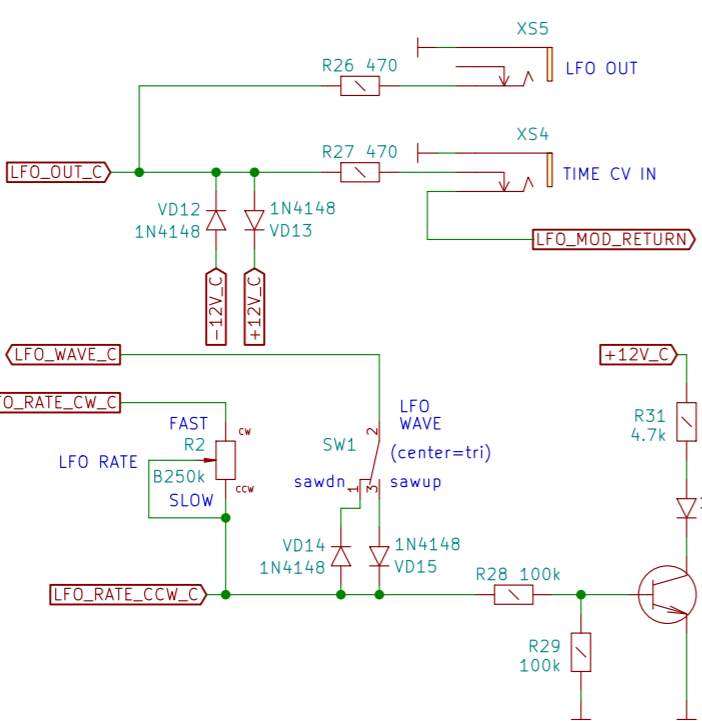 XS5
R26 470
LFO OUT
XS4
R27 470
LFO_OUT_C
TIME CV IN
VD12
1N4148
1N4148
VD13
LFO_MOD_RETURN
-12V_C
+12V_C
LFO_WAVE_C
+12V_C
FO_RATE_CW_C
LFO
WAVE
(center=tri)
R31
4.7k
FAST
cw
R2
SW1
2
LFO RATE
B250k
sawdn
1
3
sawup
ccw
SLOW
VD14
1N4148
1N4148
VD15
R28 100k
LFO_RATE_CCW_C
R29
100k